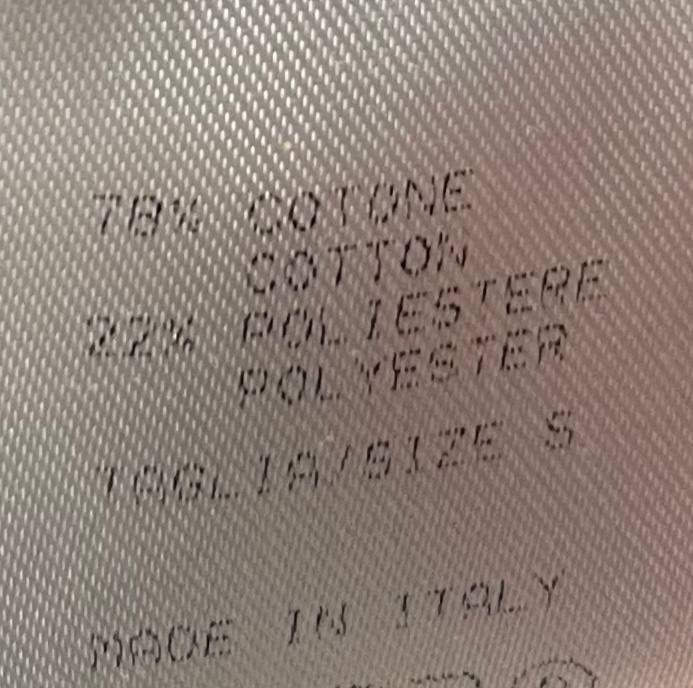 78% COTONE
COTTON
22% POLIESTERE
POLYESTER
TAGLIA/SIZE S
MADE IN ITALY